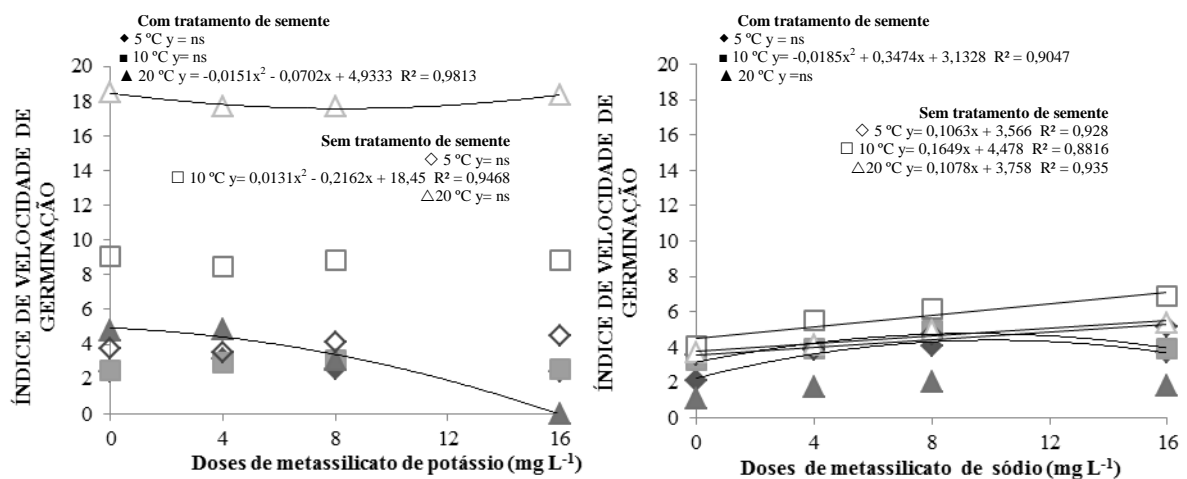 Com tratamento de semente
5 ºC y = ns
10 ºC y= ns
20 ºC y = -0,0151x² - 0,0702x + 4,9333 R² = 0,9813
Sem tratamento de semente
5 ºC y= ns
10 ºC y= 0,0131x² - 0,2162x + 18,45 R² = 0,9468
20 ºC y= ns
ÍNDICE DE VELOCIDADE DE
GERMINAÇÃO
20
18
16
14
12
10
8
6
4
2
0
0 4 8 12 16
Doses de metassilicato de potássio (mg L⁻¹)
Com tratamento de semente
5 ºC y = ns
10 ºC y = -0,0185x² + 0,3474x + 3,1328 R² = 0,9047
20 ºC y =ns
Sem tratamento de semente
5 ºC y= 0,1063x + 3,566 R² = 0,928
10 ºC y= 0,1649x + 4,478 R² = 0,8816
20 ºC y= 0,1078x + 3,758 R² = 0,935
ÍNDICE DE VELOCIDADE DE
GERMINAÇÃO
20
18
16
14
12
10
8
6
4
2
0
0 4 8 12 16
Doses de metassilicato de sódio (mg L⁻¹)